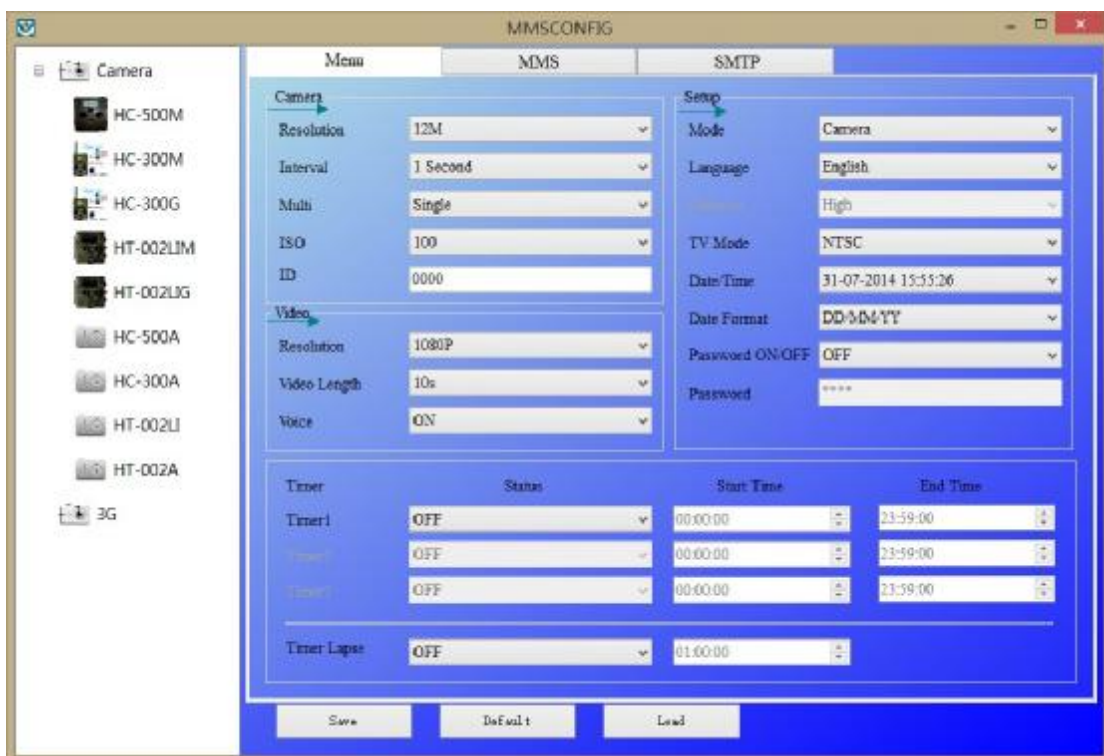 MMSCONFIG
Camera
HC-500M
HC-300M
HC-300G
HT-002LIM
HT-002LIG
HC-500A
HC-300A
HT-002LI
HT-002A
3G
Menu MMS SMTP
Camera
Resolution 12M
Interval 1 Second
Multi Single
ISO 100
ID 0000
Video
Resolution 1080P
Video Length 10s
Voice ON
Setup
Mode Camera
Language English
High
TV Mode NTSC
Date/Time 31-07-2014 15:55:26
Date Format DD/MM/YY
Password ON/OFF OFF
Password ****
Timer Status Start Time End Time
Timer1 OFF 00:00:00 23:59:00
OFF 00:00:00 23:59:00
OFF 00:00:00 23:59:00
Timer Lapse OFF 01:00:00
Save Default Load